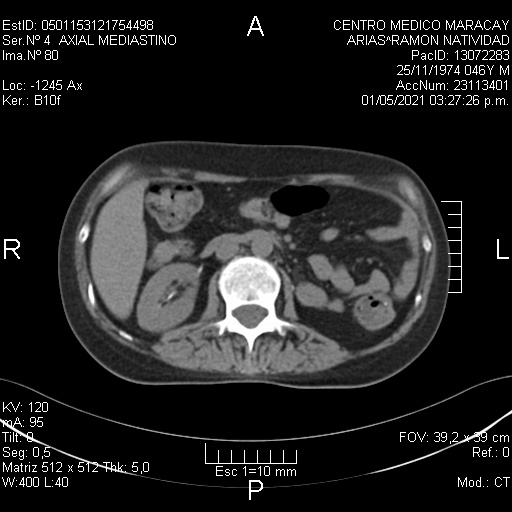 EstID: 0501153121754498
Ser.Nº 4 AXIAL MEDIASTINO
Ima.Nº 80
Loc: -1245 Ax
Ker.: B10f
A
CENTRO MEDICO MARACAY
ARIAS^RAMON NATIVIDAD
PacID: 13072283
25/11/1974 046Y M
AccNum: 23113401
01/05/2021 03:27:26 p.m.
R
L
KV: 120
mA: 95
Tilt: 0
Seg: 0,5
Matriz 512 x 512 Thk: 5,0
W:400 L:40
Esc 1=10 mm
P
FOV: 39,2 x 39 cm
Ref.: 0
Mod.: CT